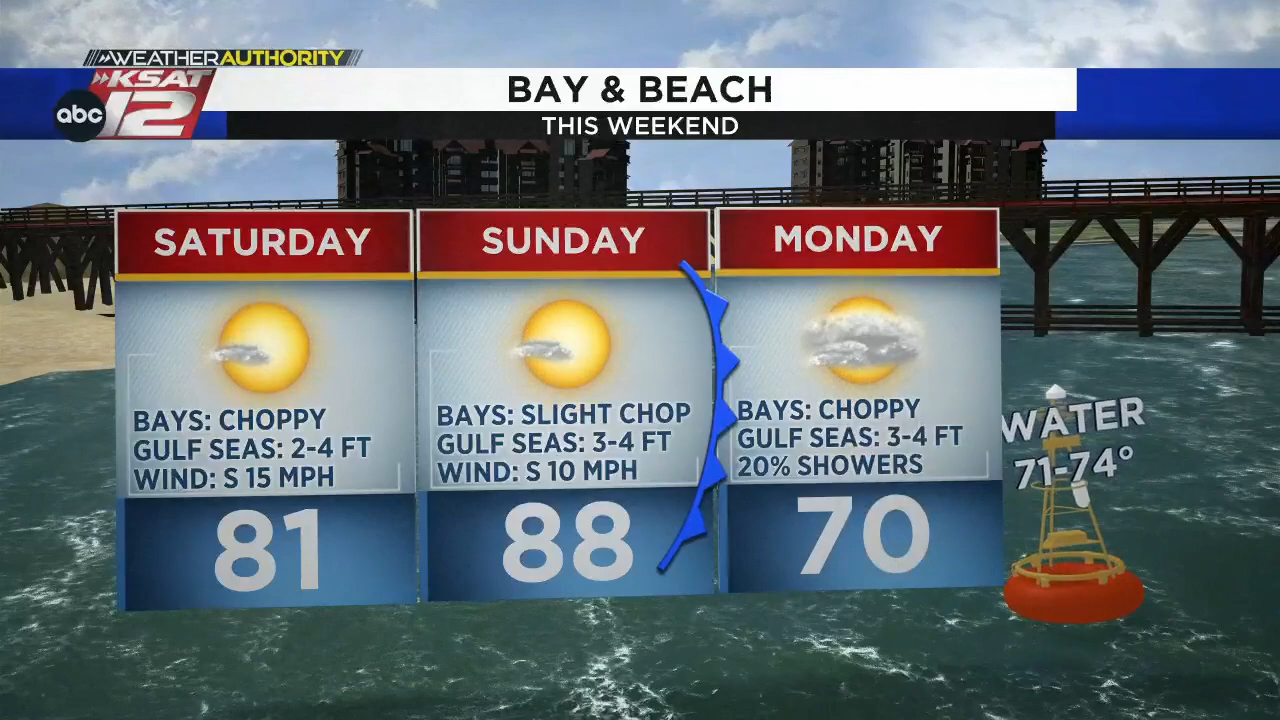 WEATHERAUTHORITY
KSAT
abc 12
BAY & BEACH
THIS WEEKEND
SATURDAY
BAYS: CHOPPY
GULF SEAS: 2-4 FT
WIND: S 15 MPH
81
SUNDAY
BAYS: SLIGHT CHOP
GULF SEAS: 3-4 FT
WIND: S 10 MPH
88
MONDAY
BAYS: CHOPPY
GULF SEAS: 3-4 FT
20% SHOWERS
70
WATER
71-74°